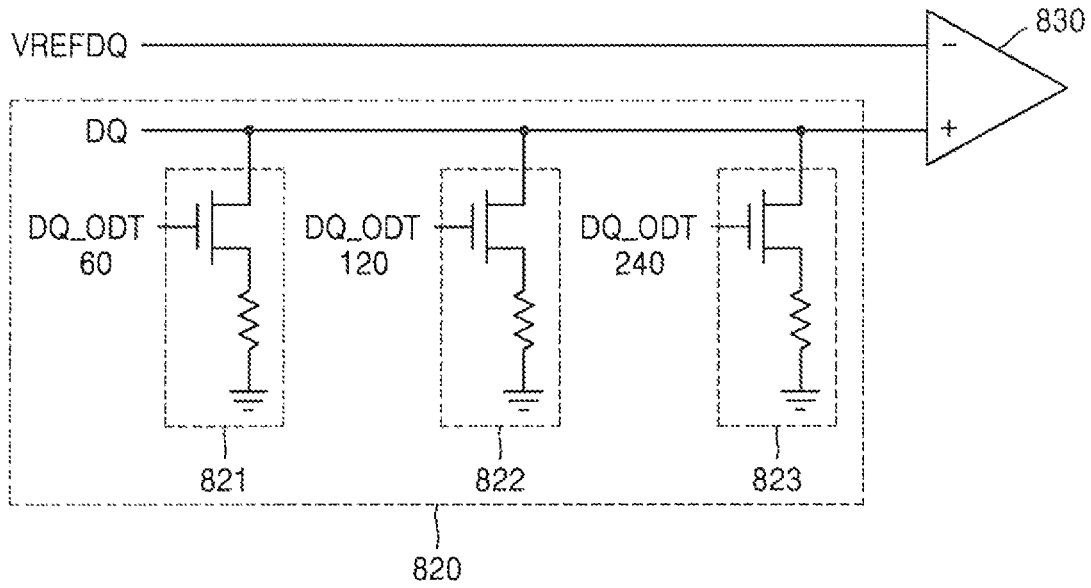 830
VREFDQ
−
DQ
+
DQ_ODT
60
DQ_ODT
120
DQ_ODT
240
821
822
823
820